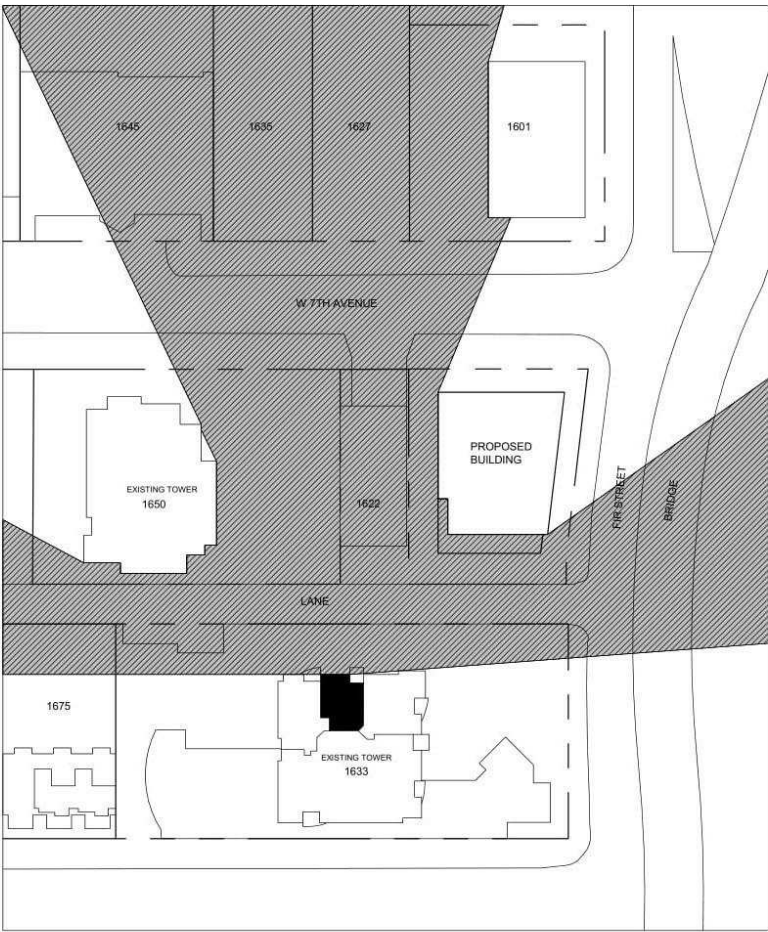 1645
1635
1627
1601
W 7TH AVENUE
PROPOSED
BUILDING
EXISTING TOWER
1650
1622
FIR STREET
BRIDGE
LANE
1675
EXISTING TOWER
1633